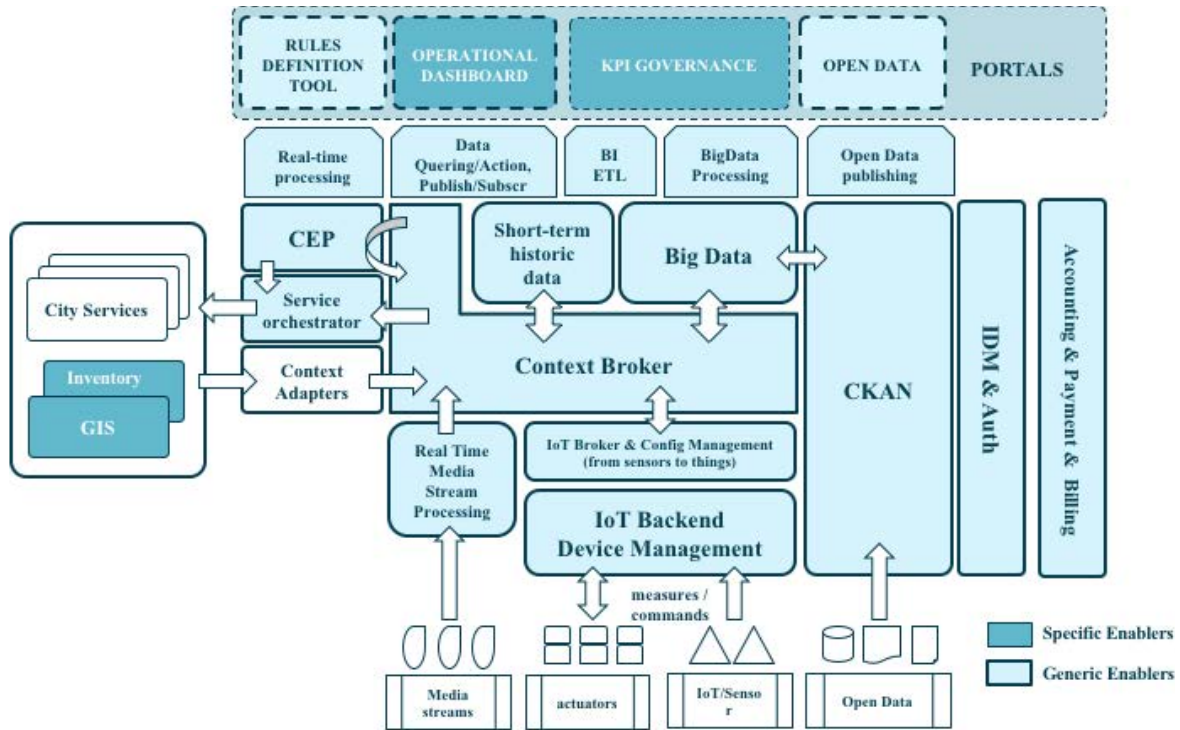 RULES
DEFINITION
TOOL
OPERATIONAL
DASHBOARD
KPI GOVERNANCE
OPEN DATA
PORTALS
Real-time
processing
Data
Quering/Action,
Publish/Subscr
BI
ETL
BigData
Processing
Open Data
publishing
CEP
Short-term
historic
data
Big Data
City Services
Service
orchestrator
Context Broker
Inventory
GIS
Context
Adapters
CKAN
IDM & Auth
Accounting & Payment & Billing
Real Time
Media
Stream
Processing
IoT Broker & Config Management
(from sensors to things)
IoT Backend
Device Management
measures /
commands
Media
streams
actuators
IoT/Senso
r
Open Data
Specific Enablers
Generic Enablers